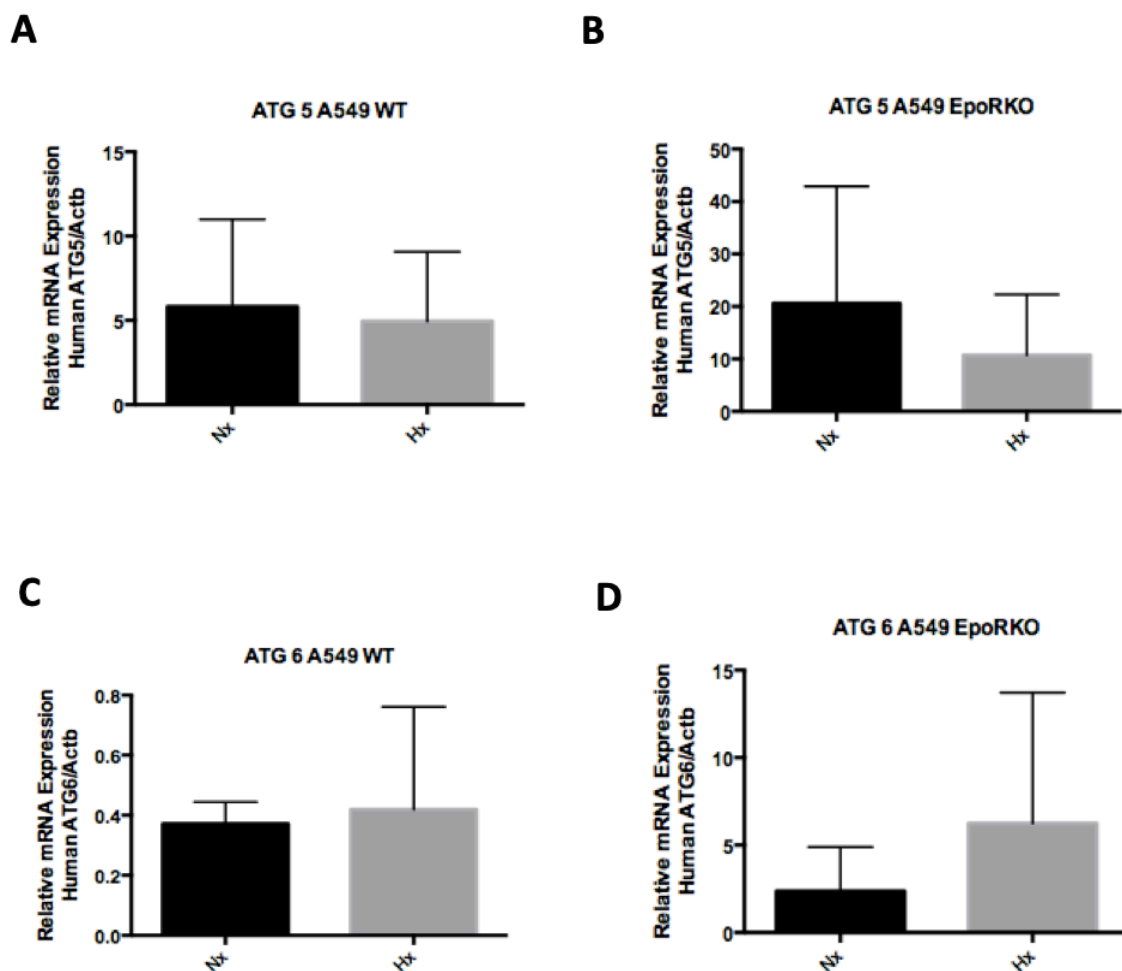 A
ATG 5 A549 WT
Relative mRNA Expression
Human ATG5/Actb
15
10
5
0
Nx
Hx
B
ATG 5 A549 EpoRKO
Relative mRNA Expression
Human ATG5/Actb
50
40
30
20
10
0
Nx
Hx
C
ATG 6 A549 WT
Relative mRNA Expression
Human ATG6/Actb
0.8
0.6
0.4
0.2
0.0
Nx
Hx
D
ATG 6 A549 EpoRKO
Relative mRNA Expression
Human ATG6/Actb
15
10
5
0
Nx
Hx